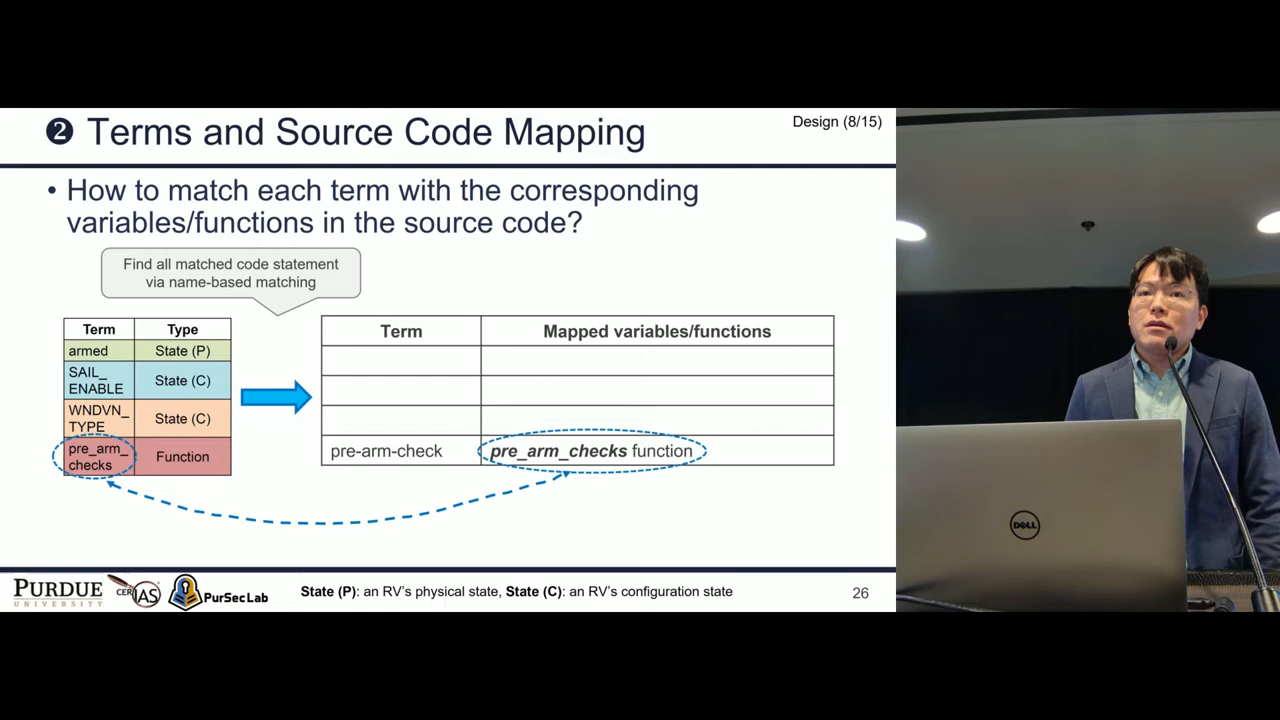 ❷ Terms and Source Code Mapping
Design (8/15)
• How to match each term with the corresponding
variables/functions in the source code?
Find all matched code statement
via name-based matching
Term Type
armed State (P)
SAIL_
ENABLE State (C)
WNDVN_
TYPE State (C)
pre_arm_
checks Function
Term Mapped variables/functions
pre-arm-check pre_arm_checks function
PURDUE
UNIVERSITY
CERIAS
PurSecLab
State (P): an RV's physical state, State (C): an RV's configuration state
26
DELL